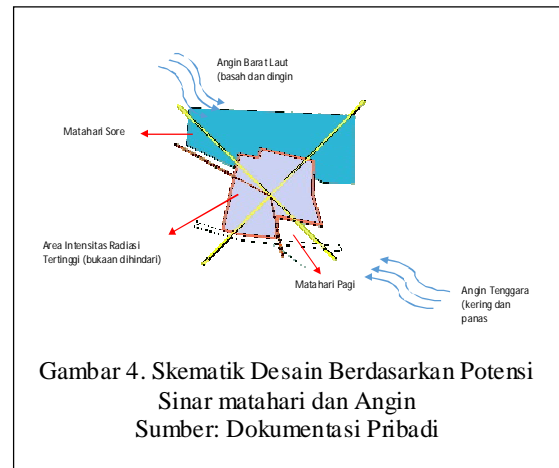 Angin Barat Laut
(basah dan dingin
Matahari Sore
Area Intensitas Radiasi
Tertinggi (bukaan dihindari)
Matahari Pagi
Angin Tenggara
(kering dan
panas
Gambar 4. Skematik Desain Berdasarkan Potensi
Sinar matahari dan Angin
Sumber: Dokumentasi Pribadi